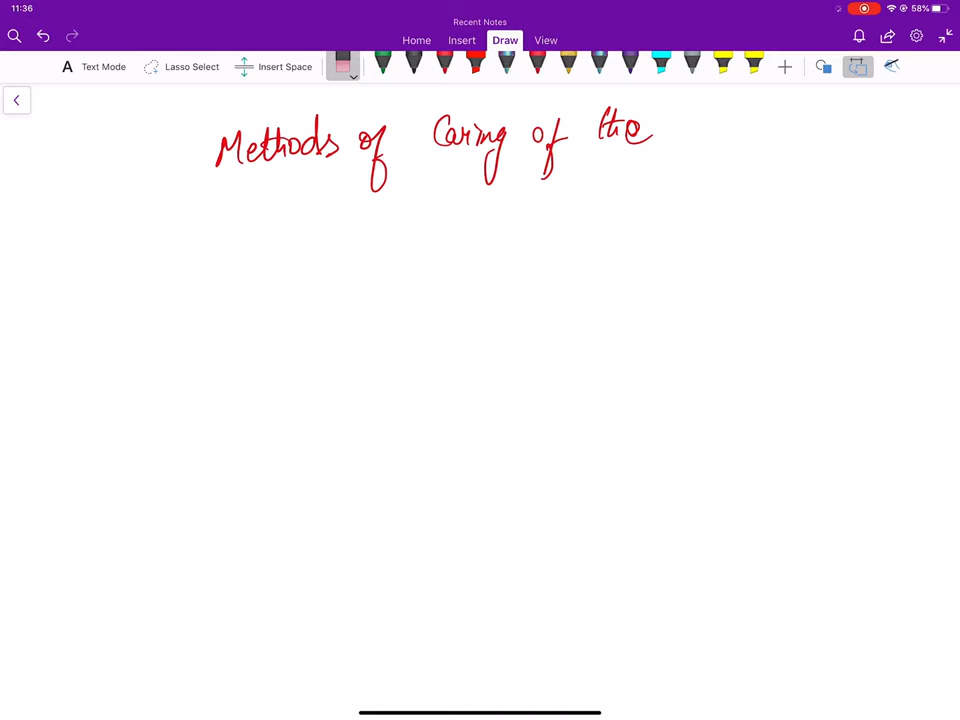 11:36
58%
Recent Notes
Home Insert Draw View
A Text Mode Lasso Select Insert Space
Methods of Caring of the